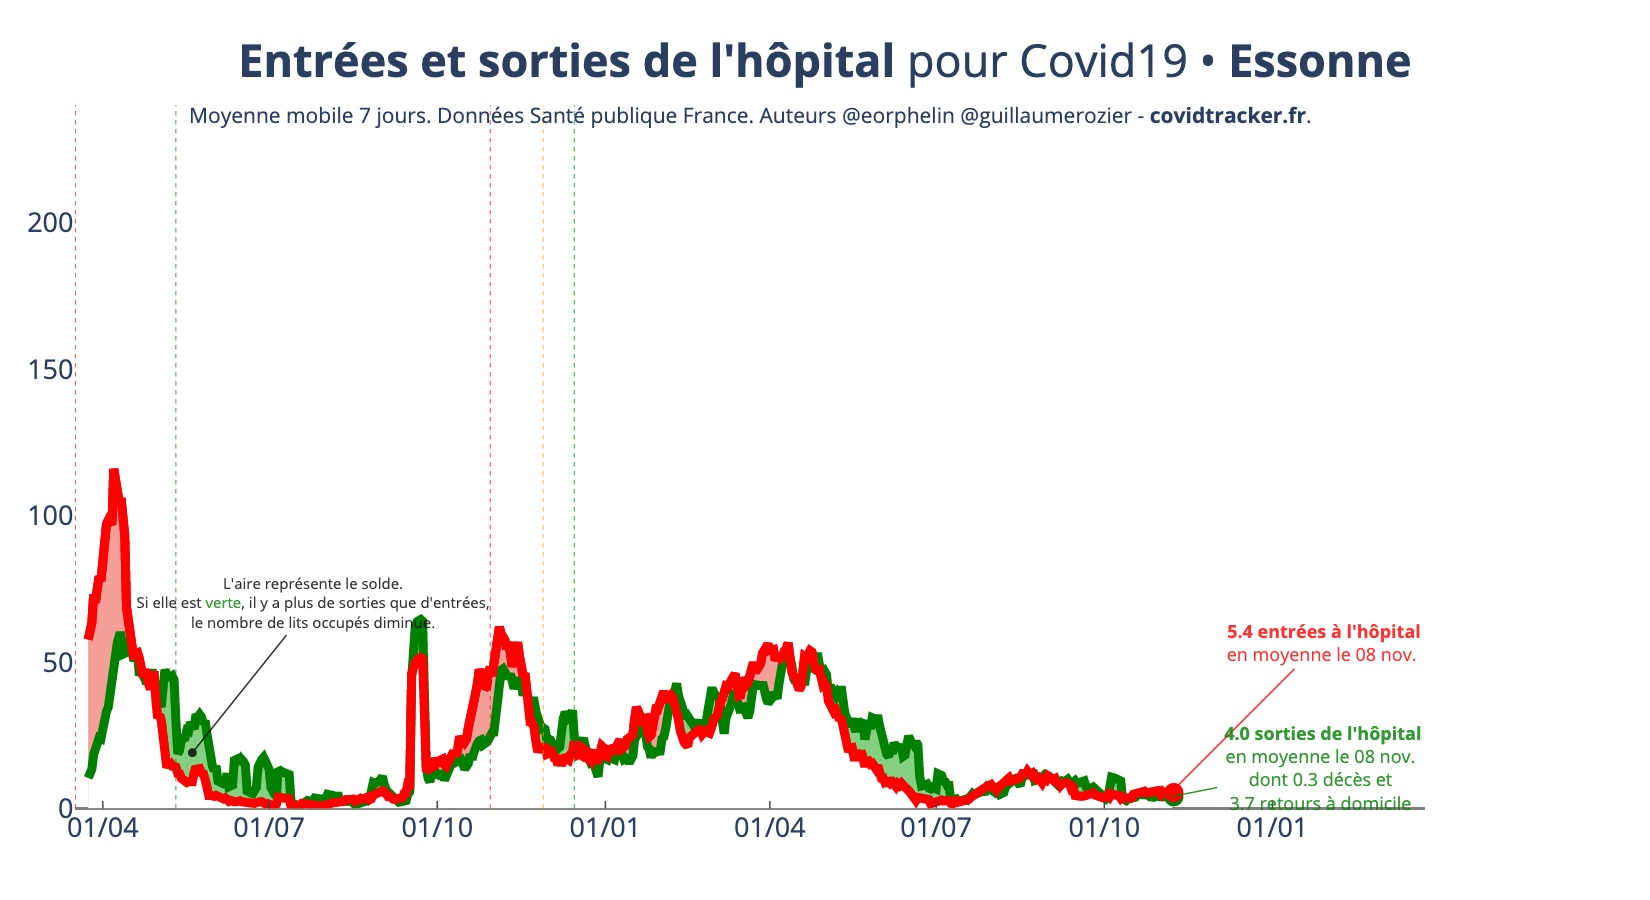 Entrées et sorties de l'hôpital pour Covid19 • Essonne
Moyenne mobile 7 jours. Données Santé publique France. Auteurs @eorphelin @guillaumerozier - covidtracker.fr.
200
150
100
50
0
L'aire représente le solde.
Si elle est verte, il y a plus de sorties que d'entrées,
le nombre de lits occupés diminue.
5.4 entrées à l'hôpital
en moyenne le 08 nov.
4.0 sorties de l'hôpital
en moyenne le 08 nov.
dont 0.3 décès et
3.7 retours à domicile
01/04 01/07 01/10 01/01 01/04 01/07 01/10 01/01